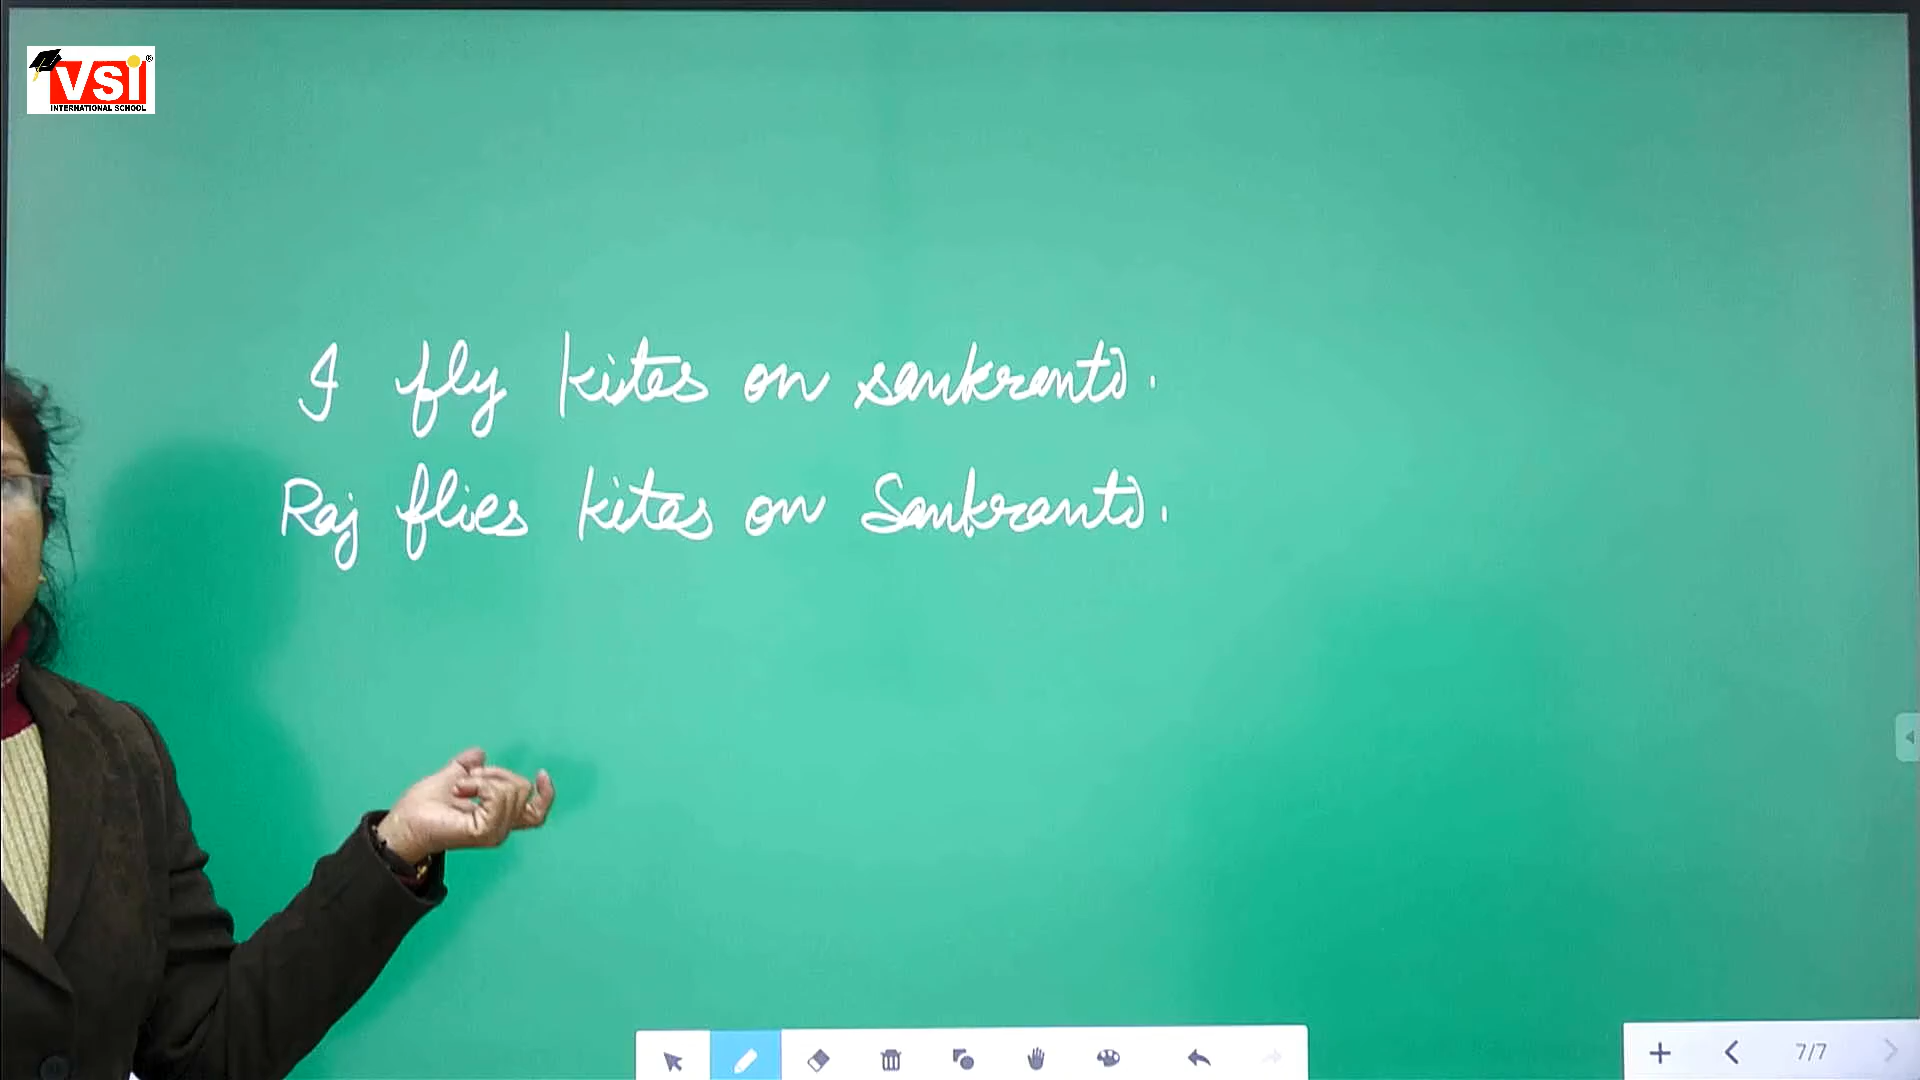 VSI
INTERNATIONAL SCHOOL
I fly kites on sankranti.
Raj flies kites on Sankranti.
7/7